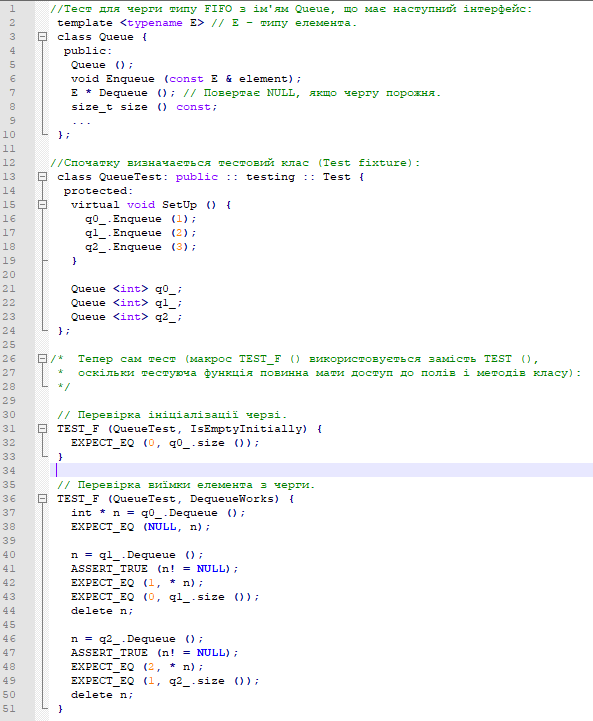 1 //Тест для черги типу FIFO з ім'ям Queue, що має наступний інтерфейс:
2 template <typename E> // E - типу елемента.
3 class Queue {
4 public:
5 Queue ();
6 void Enqueue (const E & element);
7 E * Dequeue (); // Повертає NULL, якщо чергу порожня.
8 size_t size () const;
9 ...
10 };
11
12 //Спочатку визначається тестовий клас (Test fixture):
13 class QueueTest: public :: testing :: Test {
14 protected:
15 virtual void SetUp () {
16 q0_.Enqueue (1);
17 q1_.Enqueue (2);
18 q2_.Enqueue (3);
19 }
20
21 Queue <int> q0_;
22 Queue <int> q1_;
23 Queue <int> q2_;
24 };
25
26 /* Тепер сам тест (макрос TEST_F () використовується замість TEST (),
27 * оскільки тестуюча функція повинна мати доступ до полів і методів класу):
28 */
29
30 // Перевірка ініціалізації черзі.
31 TEST_F (QueueTest, IsEmptyInitially) {
32 EXPECT_EQ (0, q0_.size ());
33 }
34
35 // Перевірка виїмки елемента з черги.
36 TEST_F (QueueTest, DequeueWorks) {
37 int * n = q0_.Dequeue ();
38 EXPECT_EQ (NULL, n);
39
40 n = q1_.Dequeue ();
41 ASSERT_TRUE (n! = NULL);
42 EXPECT_EQ (1, * n);
43 EXPECT_EQ (0, q1_.size ());
44 delete n;
45
46 n = q2_.Dequeue ();
47 ASSERT_TRUE (n! = NULL);
48 EXPECT_EQ (2, * n);
49 EXPECT_EQ (1, q2_.size ());
50 delete n;
51 }